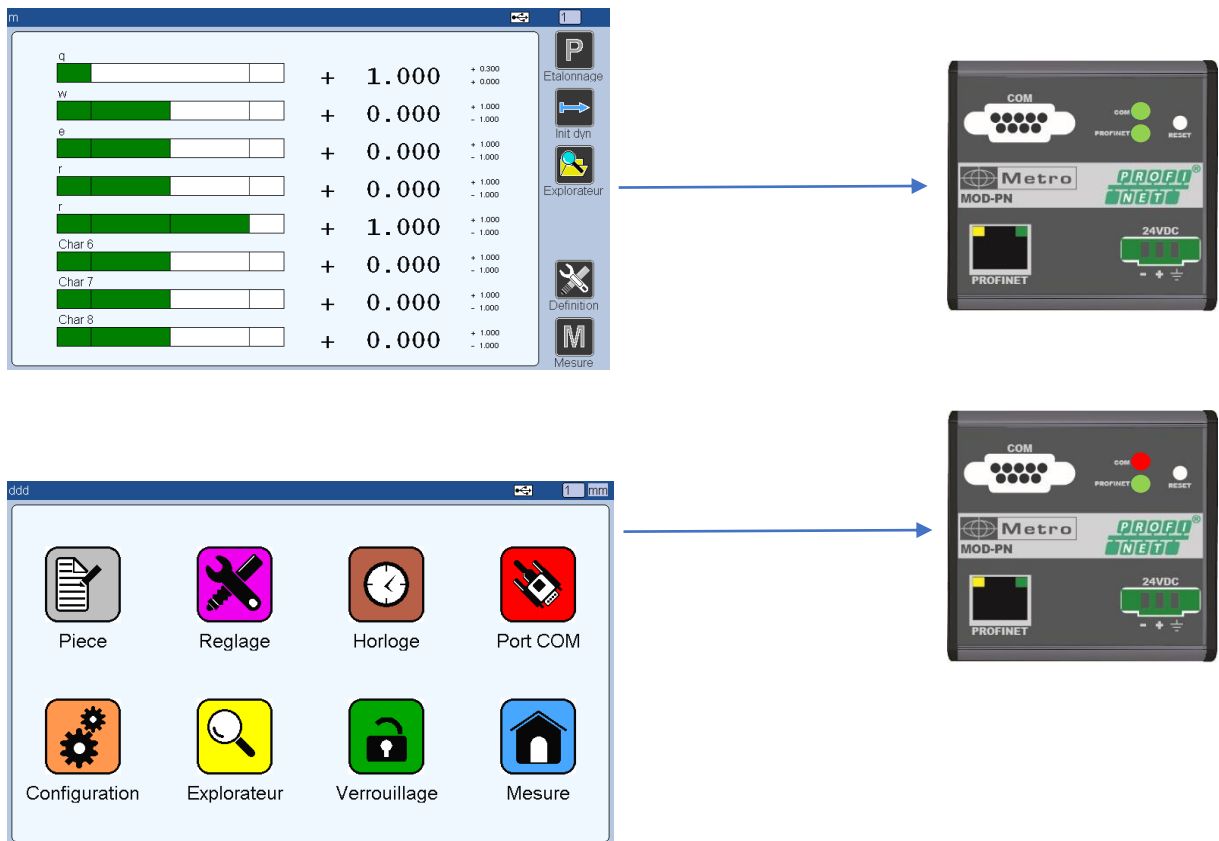 m
1
q
+ 1.000
+ 0.300
+ 0.000
w
+ 0.000
+ 1.000
- 1.000
e
+ 0.000
+ 1.000
- 1.000
r
+ 0.000
+ 1.000
- 1.000
r
+ 1.000
+ 1.000
- 1.000
Char 6
+ 0.000
+ 1.000
- 1.000
Char 7
+ 0.000
+ 1.000
- 1.000
Char 8
+ 0.000
+ 1.000
- 1.000
P
Etalonnage
Init dyn
Explorateur
Definition
M
Mesure
COM
COM
PROFINET
RESET
Metro
PROFI®
NET
MOD-PN
24VDC
- +
PROFINET
ddd
1 mm
Piece
Reglage
Horloge
Port COM
Configuration
Explorateur
Verrouillage
Mesure
COM
COM
PROFINET
RESET
Metro
PROFI®
NET
MOD-PN
24VDC
- +
PROFINET